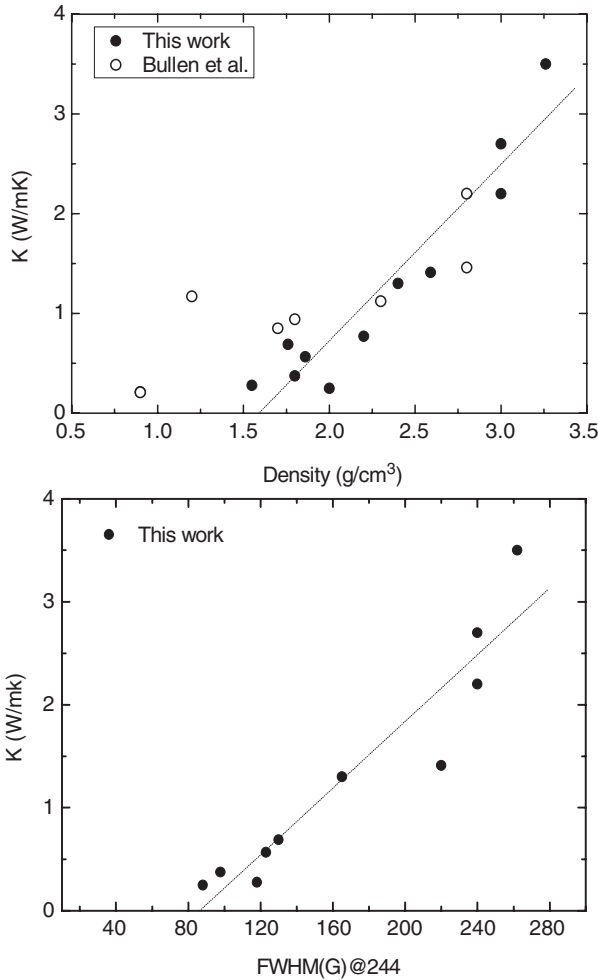 4
This work
Bullen et al.
3
K (W/mK)
2
1
0
0.5 1.0 1.5 2.0 2.5 3.0 3.5
Density (g/cm³)
4
This work
3
K (W/mk)
2
1
0
40 80 120 160 200 240 280
FWHM(G)@244